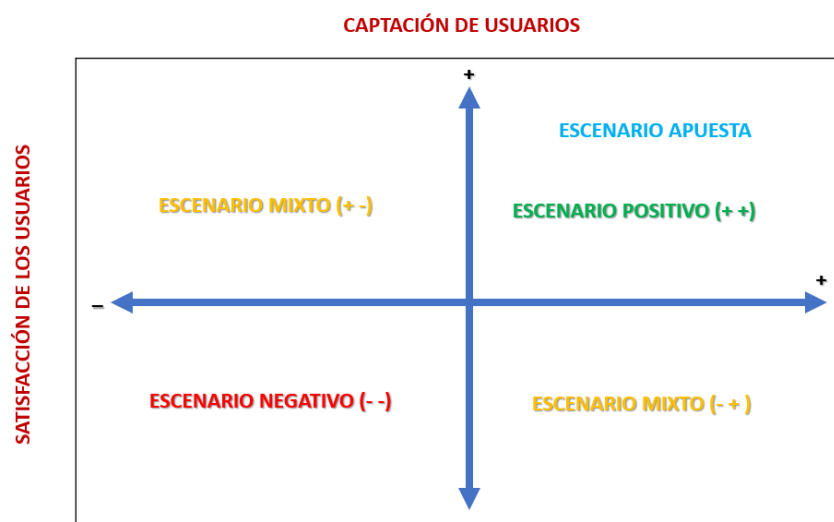 CAPTACIÓN DE USUARIOS
SATISFACCIÓN DE LOS USUARIOS
+
ESCENARIO APUESTA
ESCENARIO MIXTO (+ -)
ESCENARIO POSITIVO (+ +)
–
+
ESCENARIO NEGATIVO (- -)
ESCENARIO MIXTO (- + )